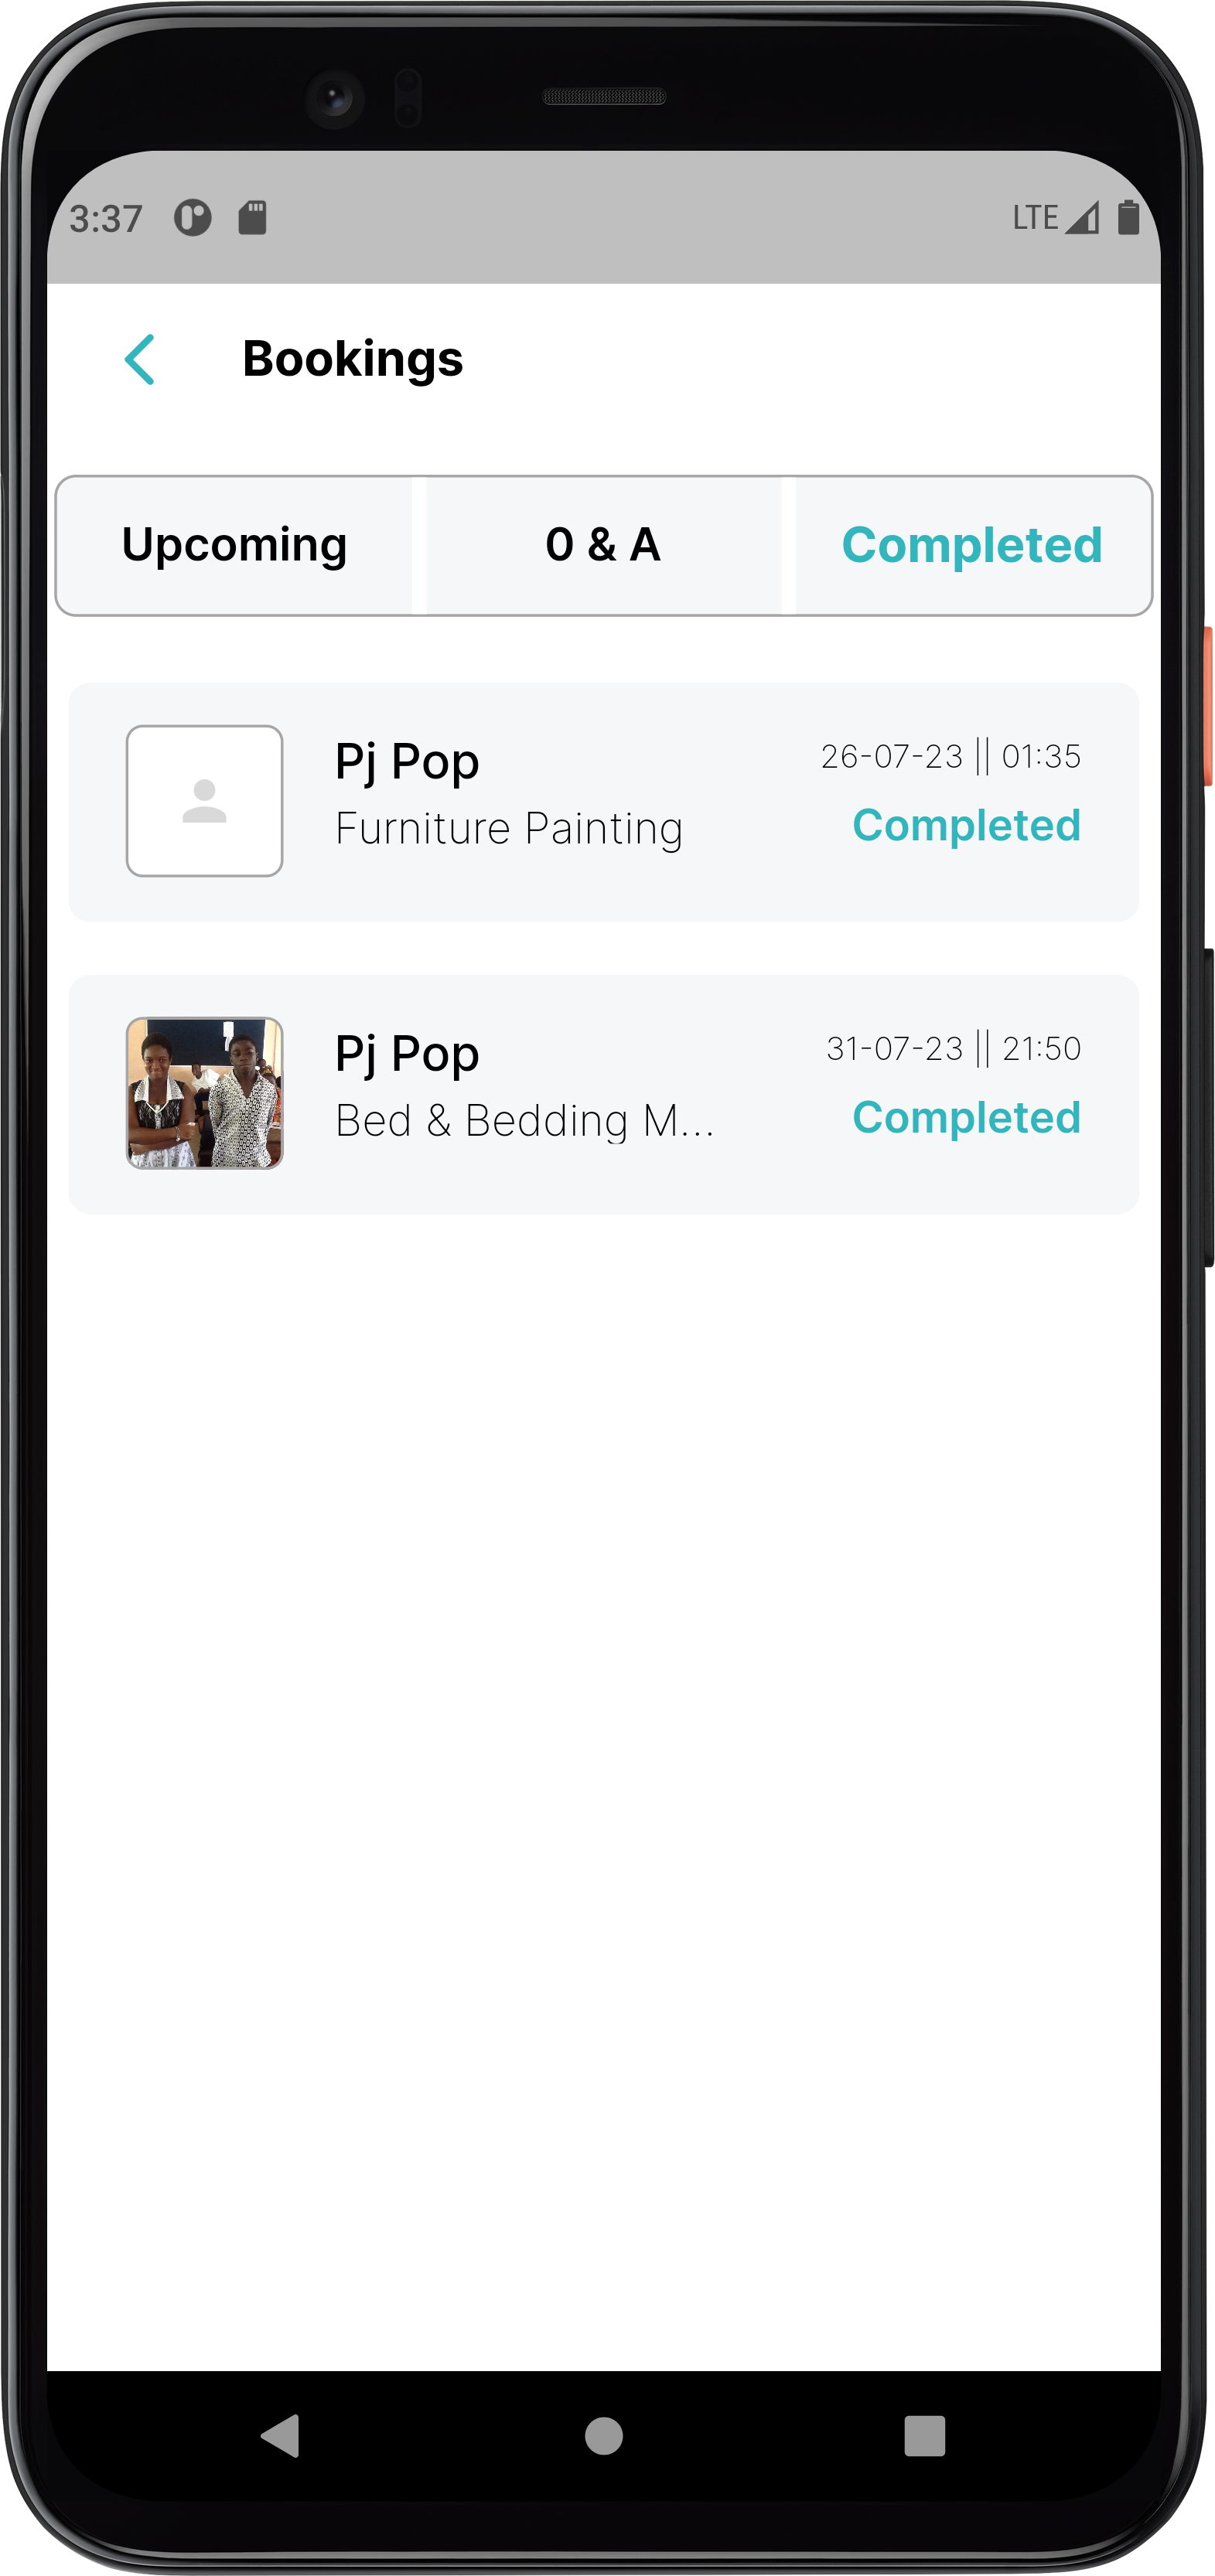 3:37 LTE
Bookings
Upcoming 0 & A Completed
Pj Pop 26-07-23 || 01:35
Furniture Painting Completed
Pj Pop 31-07-23 || 21:50
Bed & Bedding M... Completed